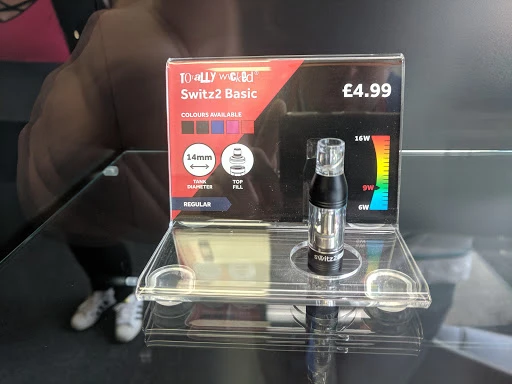 TOtALLY wiCKED®
Switz2 Basic
£4.99
COLOURS AVAILABLE
14mm
TANK
DIAMETER
TOP
FILL
REGULAR
16W
9W
6W
switz2